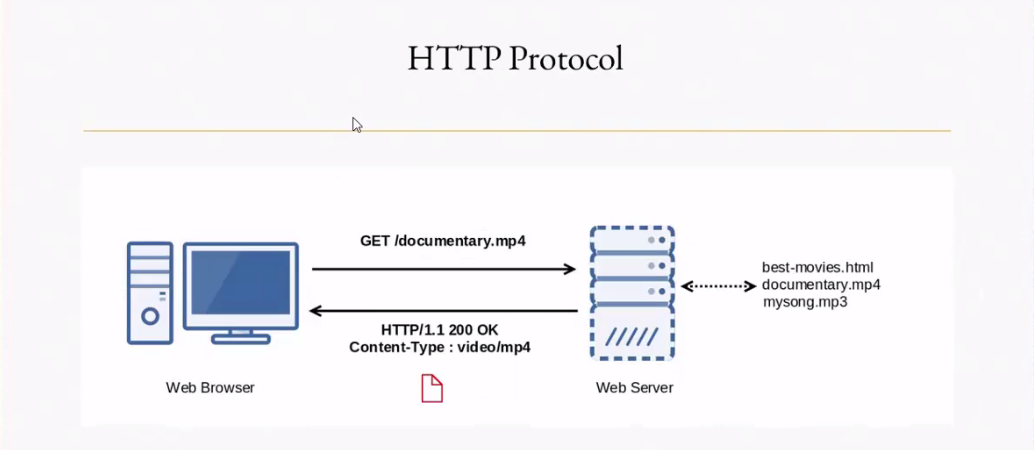 HTTP Protocol
GET /documentary.mp4
HTTP/1.1 200 OK
Content-Type : video/mp4
best-movies.html
documentary.mp4
mysong.mp3
Web Browser
Web Server